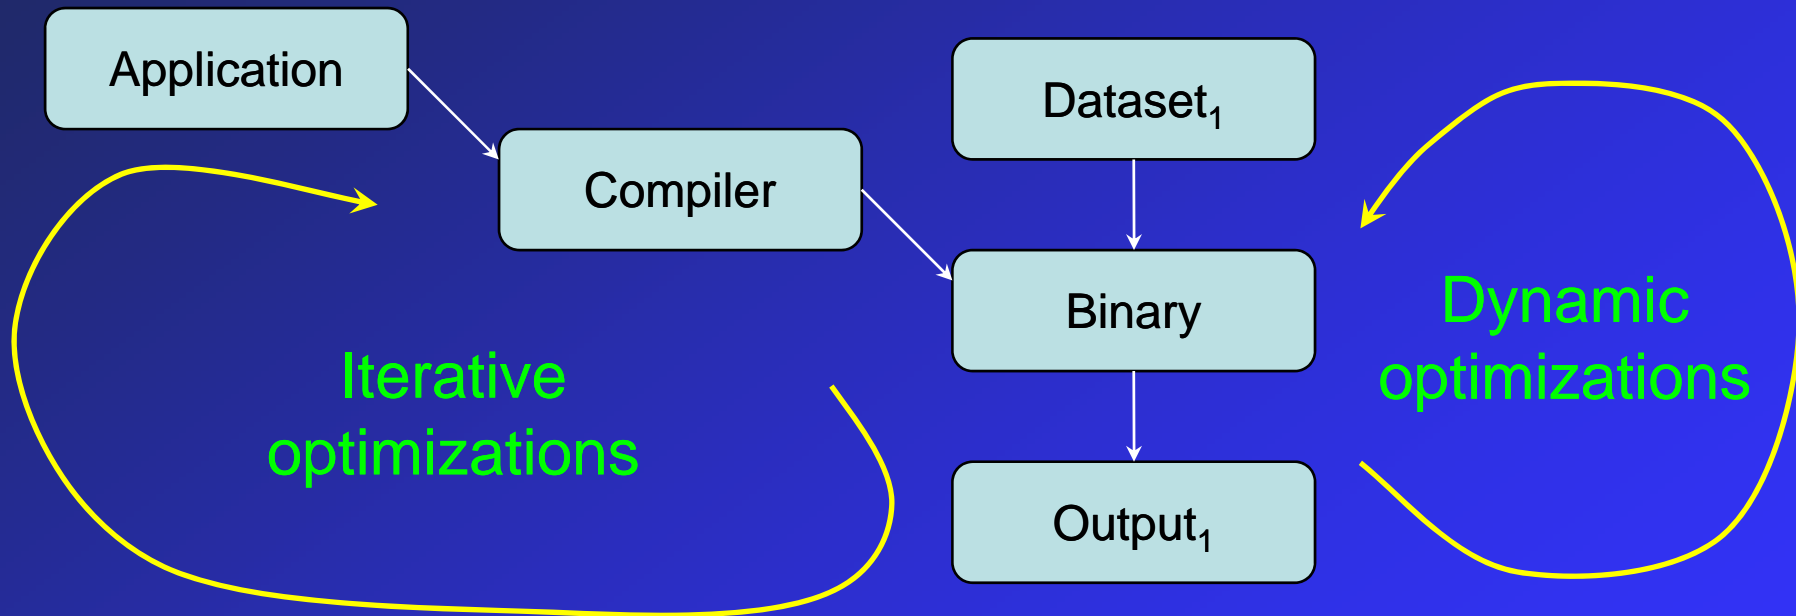 Application
Compiler
Dataset₁
Binary
Output₁
Iterative
optimizations
Dynamic
optimizations